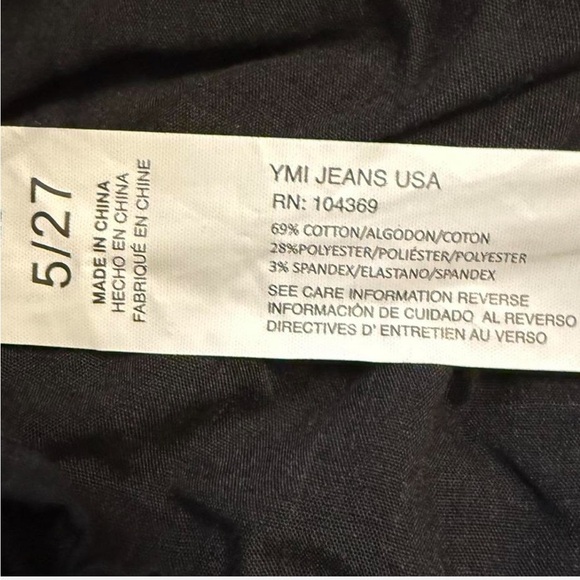 5/27
MADE IN CHINA
HECHO EN CHINA
FABRIQUÉ EN CHINE
YMI JEANS USA
RN: 104369
69% COTTON/ALGODON/COTON
28%POLYESTER/POLIÉSTER/POLYESTER
3% SPANDEX/ELASTANO/SPANDEX
SEE CARE INFORMATION REVERSE
INFORMACIÓN DE CUIDADO AL REVERSO
DIRECTIVES D' ENTRETIEN AU VERSO